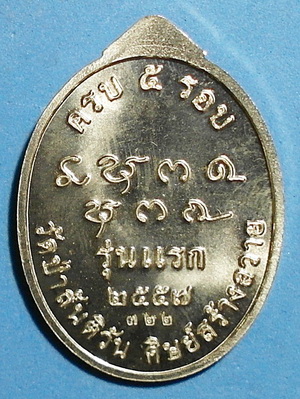 ครบ ๕ รอบ
รุ่นแรก
๒๕๕๗
๓๒๒
วัดป่าสันติวัน ศิษย์สร้างถวาย